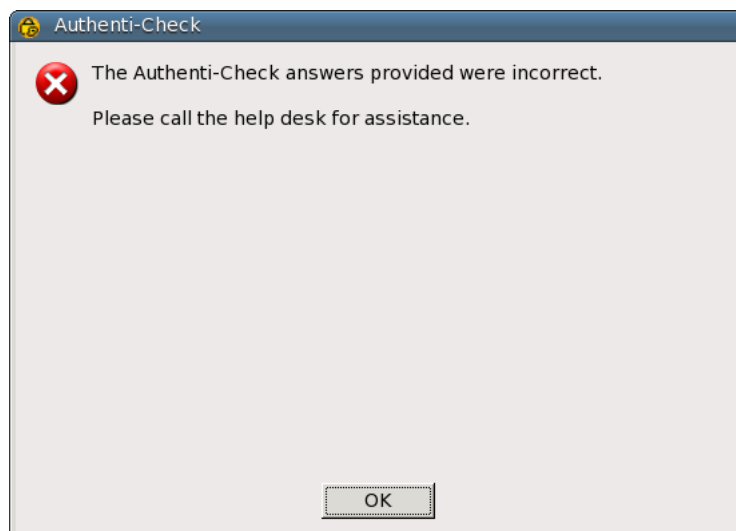 Authenti-Check
The Authenti-Check answers provided were incorrect.
Please call the help desk for assistance.
OK